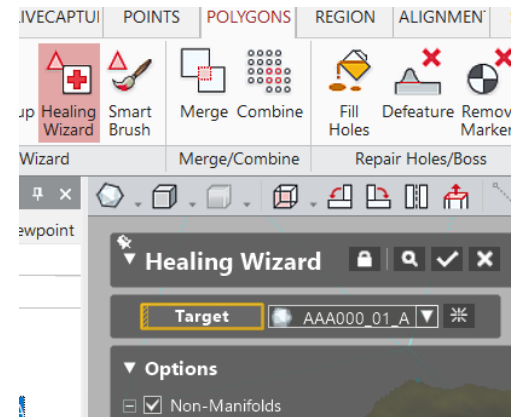 POINTS POLYGONS REGION
Healing Wizard
Smart Brush
Merge Combine
Fill Holes
Defeature
Wizard Merge/Combine Repair Holes/Boss
Healing Wizard
Target AAA000_01_A
Options
Non-Manifolds